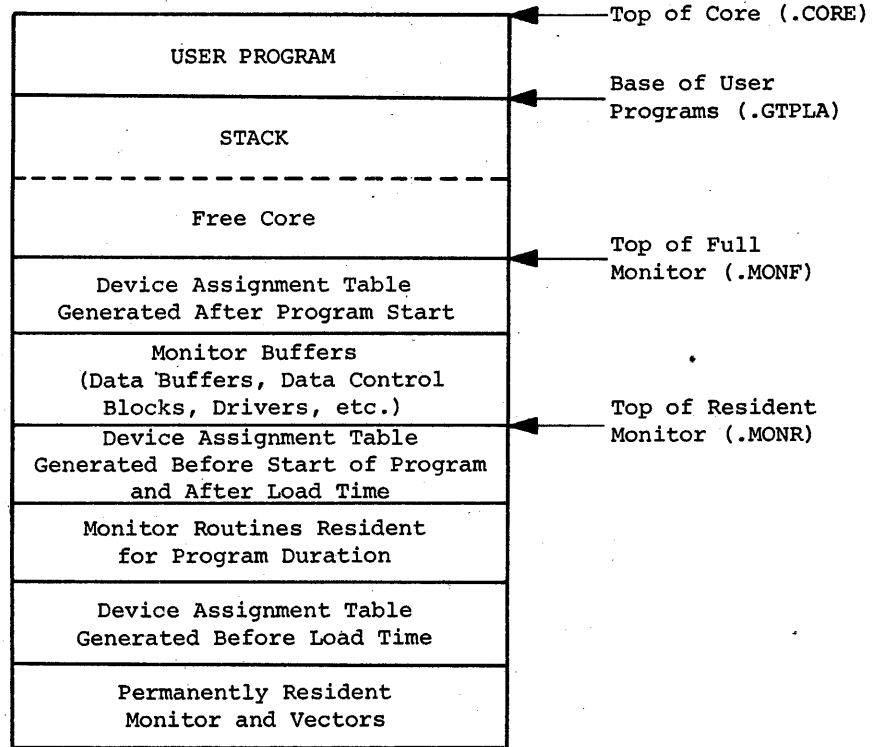 Top of Core (.CORE)
USER PROGRAM
Base of User
Programs (.GTPLA)
STACK
Free Core
Top of Full
Monitor (.MONF)
Device Assignment Table
Generated After Program Start
Monitor Buffers
(Data Buffers, Data Control
Blocks, Drivers, etc.)
Top of Resident
Monitor (.MONR)
Device Assignment Table
Generated Before Start of Program
and After Load Time
Monitor Routines Resident
for Program Duration
Device Assignment Table
Generated Before Load Time
Permanently Resident
Monitor and Vectors